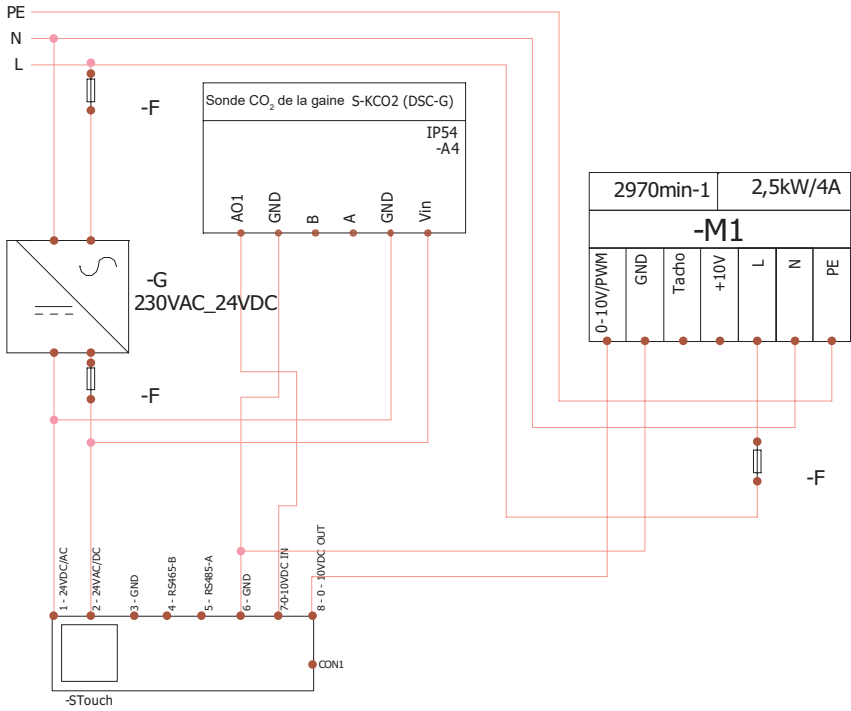 PE
N
L
-F
Sonde CO2 de la gaine S-KCO2 (DSC-G)
IP54
-A4
AO1
GND
B
A
GND
Vin
2970min-1
2,5kW/4A
-M1
0-10V/PWM
GND
Tacho
+10V
L
N
PE
-G
230VAC_24VDC
-F
-F
1 - 24VDC/AC
2 - 24VAC/DC
3 - GND
4 - RS465-B
5 - RS485-A
6 - GND
7-0-10VDC IN
8 - 0 - 10VDC OUT
CON1
-STouch